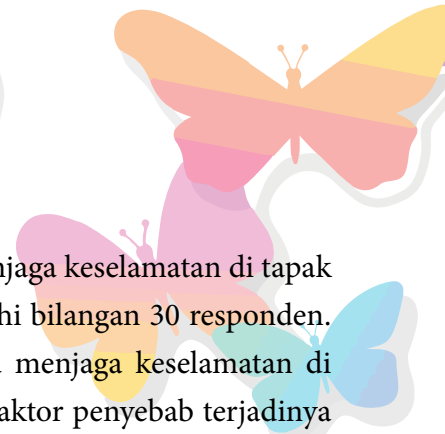 njaga keselamatan di tapak
hi bilangan 30 responden.
menjaga keselamatan di
aktor penyebab terjadinya